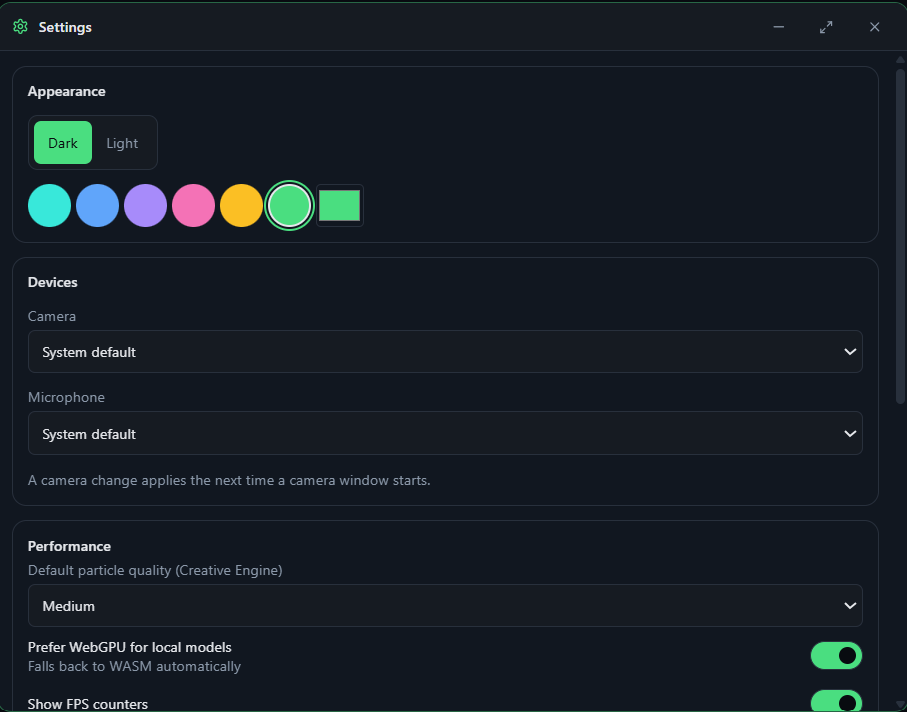 Settings
Appearance
Dark Light
Devices
Camera
System default
Microphone
System default
A camera change applies the next time a camera window starts.
Performance
Default particle quality (Creative Engine)
Medium
Prefer WebGPU for local models
Falls back to WASM automatically
Show FPS counters